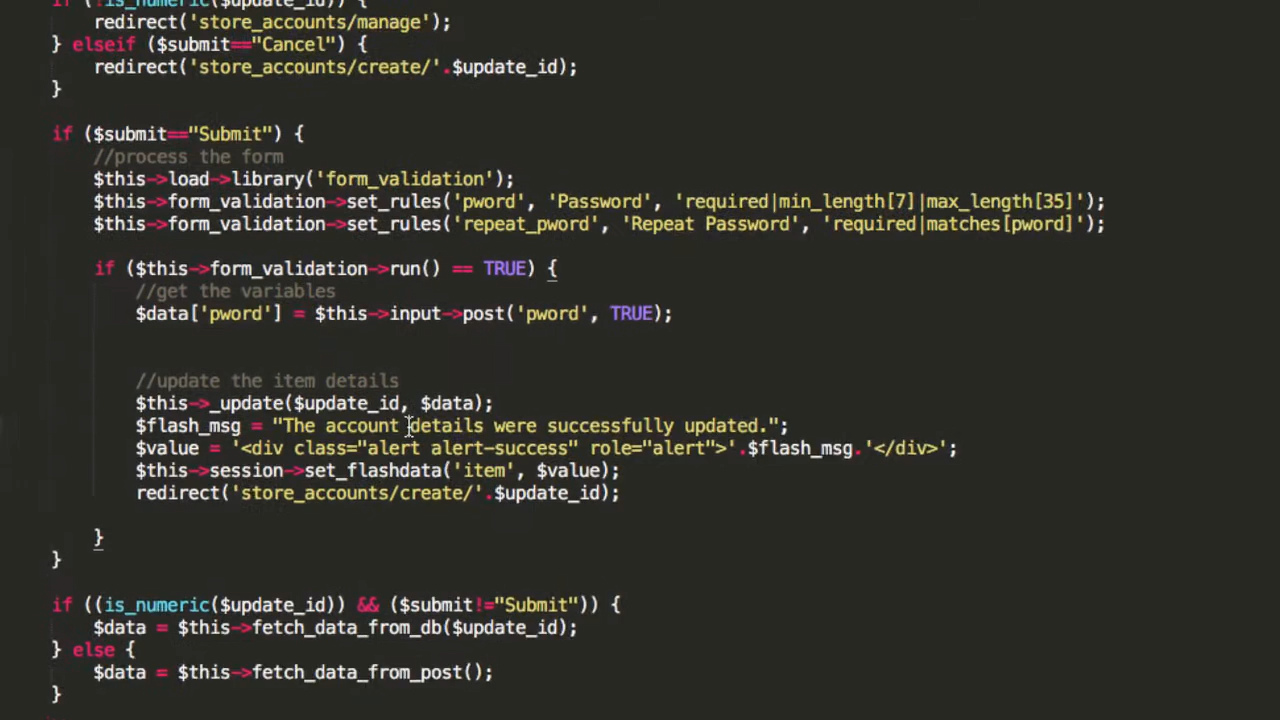 if (!is_numeric($update_id)) {
redirect('store_accounts/manage');
} elseif ($submit=="Cancel") {
redirect('store_accounts/create/'.$update_id);
}
if ($submit=="Submit") {
//process the form
$this->load->library('form_validation');
$this->form_validation->set_rules('pword', 'Password', 'required|min_length[7]|max_length[35]');
$this->form_validation->set_rules('repeat_pword', 'Repeat Password', 'required|matches[pword]');
if ($this->form_validation->run() == TRUE) {
//get the variables
$data['pword'] = $this->input->post('pword', TRUE);
//update the item details
$this->_update($update_id, $data);
$flash_msg = "The account details were successfully updated.";
$value = '<div class="alert alert-success" role="alert">'.$flash_msg.'</div>';
$this->session->set_flashdata('item', $value);
redirect('store_accounts/create/'.$update_id);
}
}
if ((is_numeric($update_id)) && ($submit!="Submit")) {
$data = $this->fetch_data_from_db($update_id);
} else {
$data = $this->fetch_data_from_post();
}